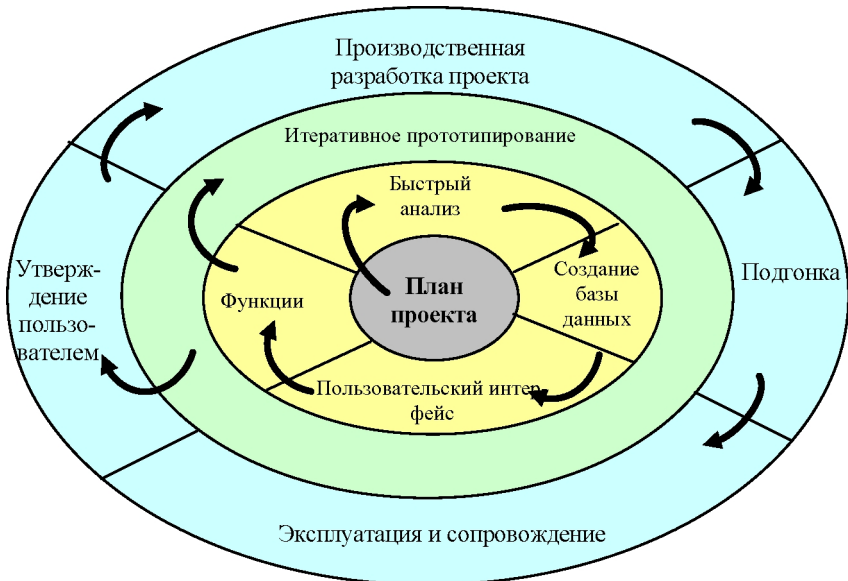 Производственная
разработка проекта
Итеративное прототипирование
Быстрый
анализ
Утверж-
дение
пользо-
вателем
Функции
План
проекта
Создание
базы
данных
Подгонка
Пользовательский интер-
фейс
Эксплуатация и сопровождение